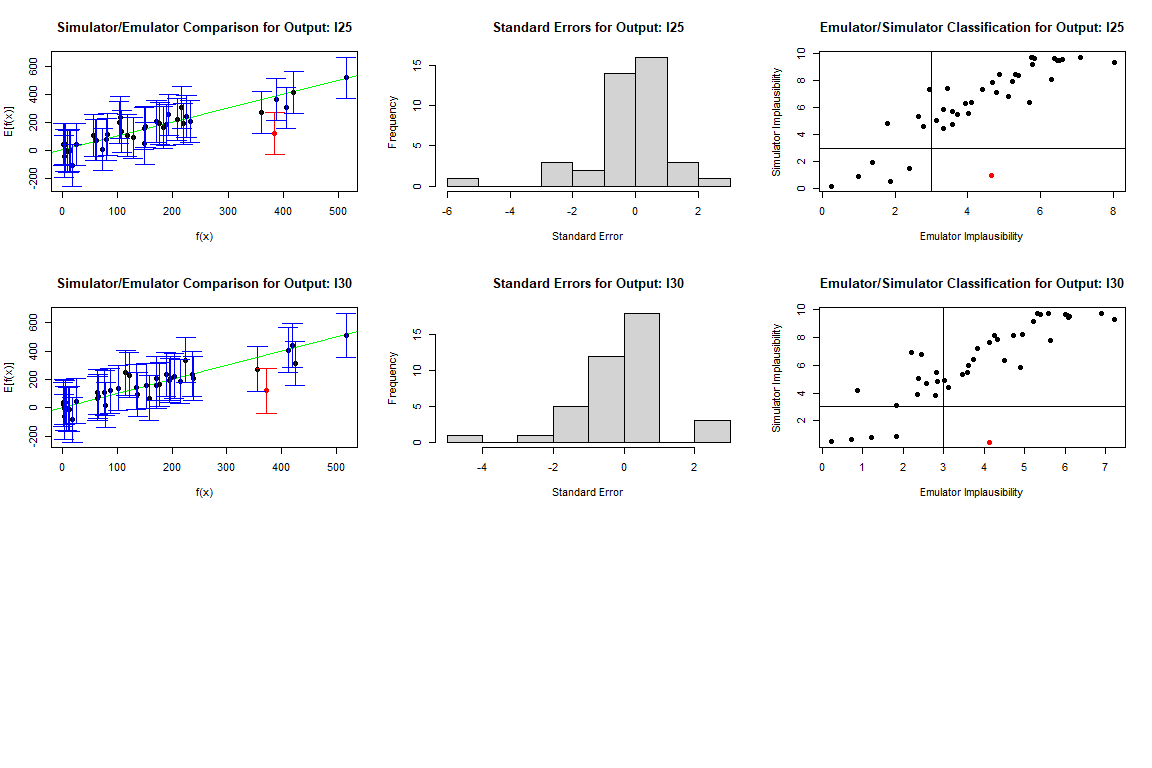 Simulator/Emulator Comparison for Output: I25
E[f(x)]
-200 0 200 400 600
0 100 200 300 400 500
f(x)
Standard Errors for Output: I25
Frequency
0 5 10 15
-6 -4 -2 0 2
Standard Error
Emulator/Simulator Classification for Output: I25
Simulator Implausibility
0 2 4 6 8 10
0 2 4 6 8
Emulator Implausibility
Simulator/Emulator Comparison for Output: I30
E[f(x)]
-200 0 200 400 600
0 100 200 300 400 500
f(x)
Standard Errors for Output: I30
Frequency
0 5 10 15
-4 -2 0 2
Standard Error
Emulator/Simulator Classification for Output: I30
Simulator Implausibility
2 4 6 8 10
0 1 2 3 4 5 6 7
Emulator Implausibility